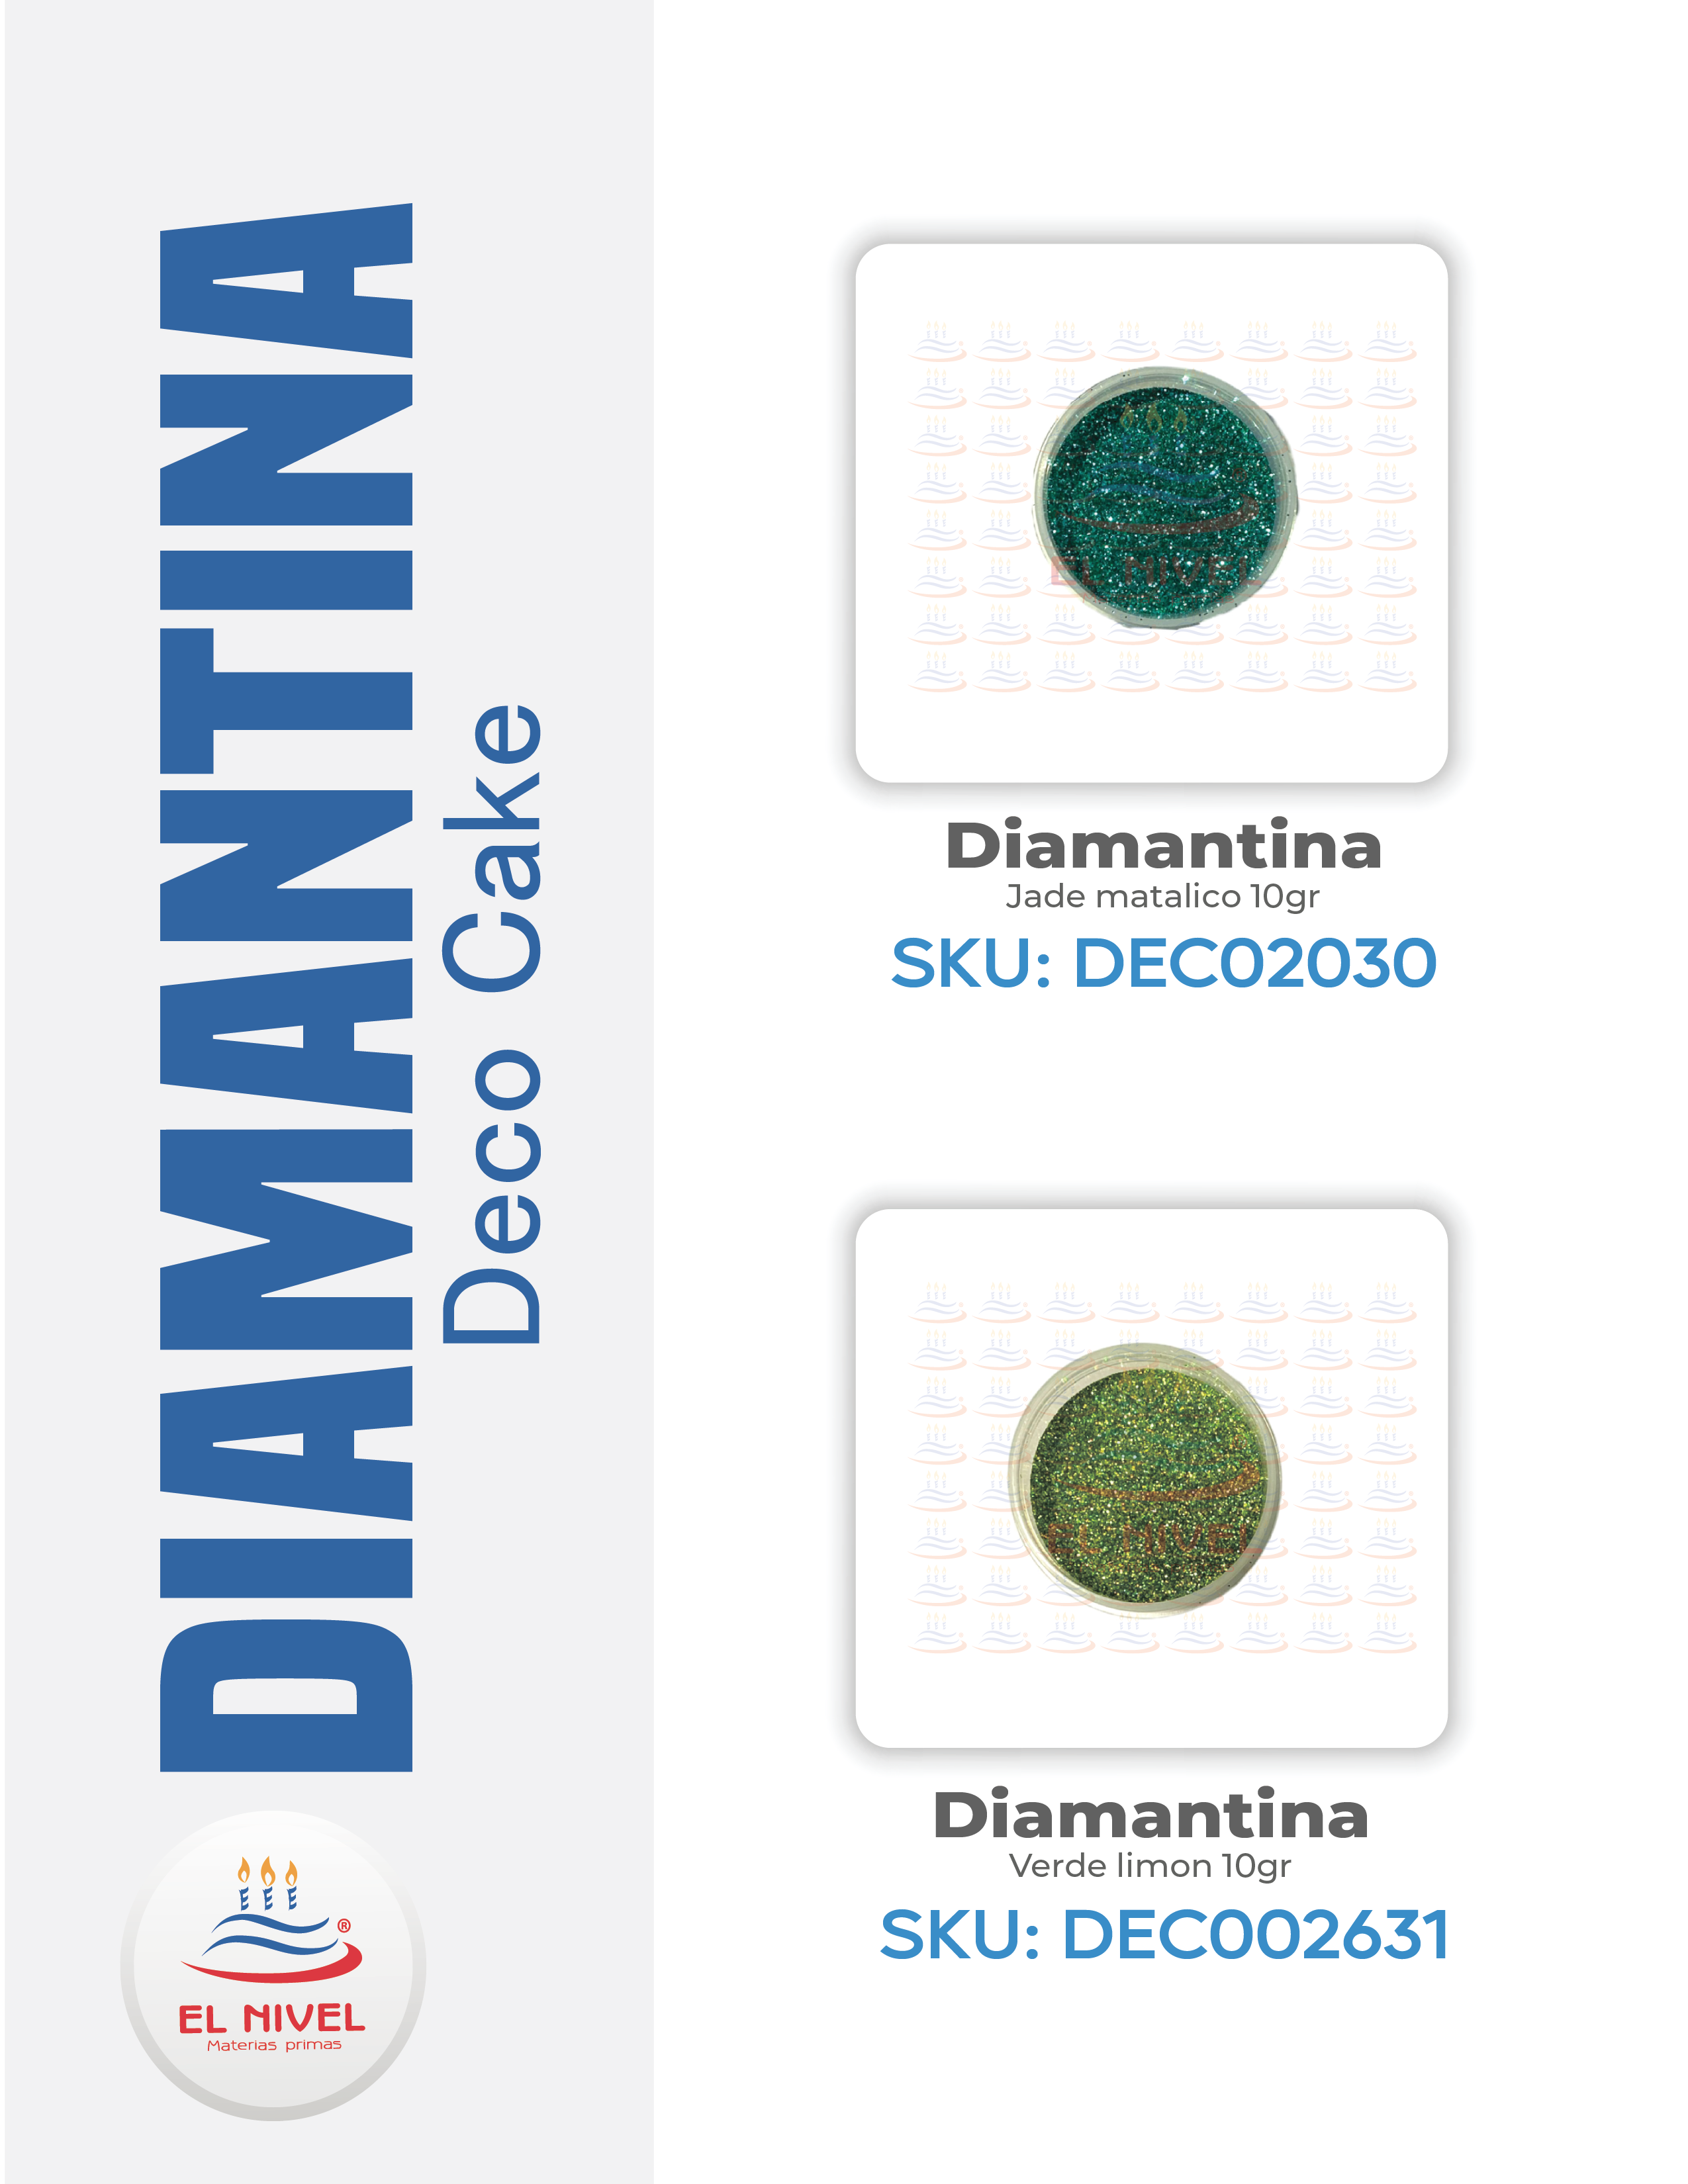 DIAMANTINA
Deco Cake
EL NIVEL
Diamantina
Jade matalico 10gr
SKU: DEC02030
EL NIVEL
Diamantina
Verde limon 10gr
SKU: DEC002631
®
EL NIVEL
Materias primas